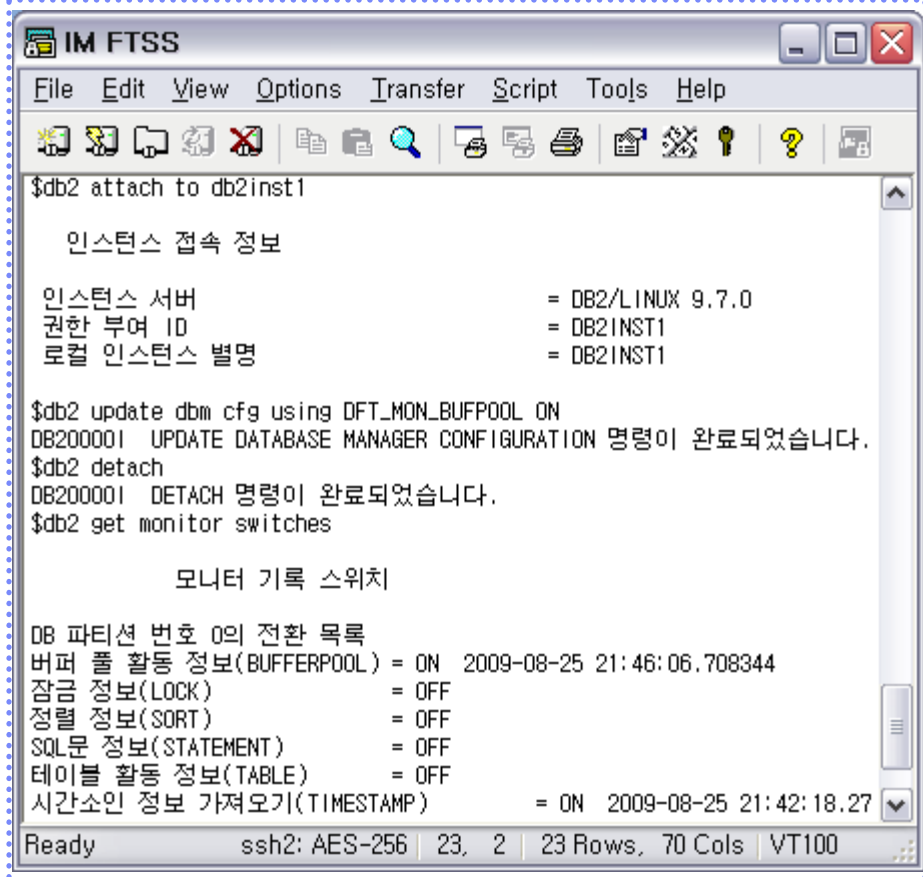 IM FTSS
File Edit View Options Transfer Script Tools Help
$db2 attach to db2inst1
인스턴스 접속 정보
인스턴스 서버 = DB2/LINUX 9.7.0
권한 부여 ID = DB2INST1
로컬 인스턴스 별명 = DB2INST1
$db2 update dbm cfg using DFT_MON_BUFPOOL ON
DB20000I UPDATE DATABASE MANAGER CONFIGURATION 명령이 완료되었습니다.
$db2 detach
DB20000I DETACH 명령이 완료되었습니다.
$db2 get monitor switches
모니터 기록 스위치
DB 파티션 번호 0의 전환 목록
버퍼 풀 활동 정보(BUFFERPOOL) = ON 2009-08-25 21:46:06.708344
잠금 정보(LOCK) = OFF
정렬 정보(SORT) = OFF
SQL문 정보(STATEMENT) = OFF
테이블 활동 정보(TABLE) = OFF
시간소인 정보 가져오기(TIMESTAMP) = ON 2009-08-25 21:42:18.27
Ready ssh2: AES-256 23, 2 23 Rows, 70 Cols VT100